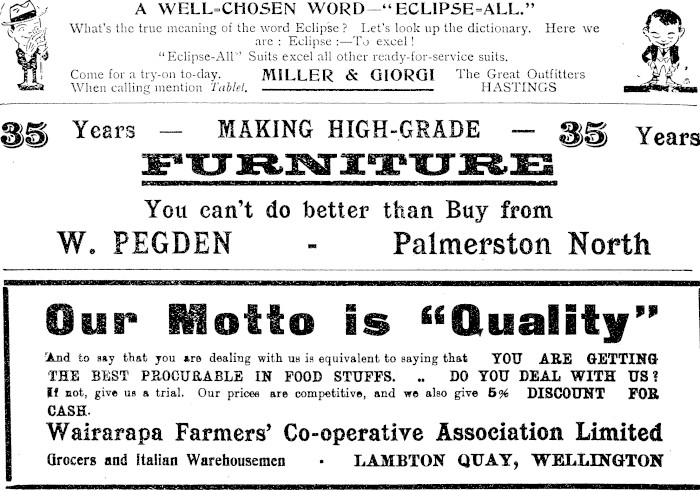 A WELL-CHOSEN WORD—"ECLIPSE-ALL."
What's the true meaning of the word Eclipse? Let's look up the dictionary. Here we
are: Eclipse:—To excel!
"Eclipse-All" Suits excel all other ready-for-service suits.
Come for a try-on to-day. MILLER & GIORGI The Great Outfitters
When calling mention Tablet. HASTINGS
35 Years — MAKING HIGH-GRADE — 35 Years
FURNITURE
You can't do better than Buy from
W. PEGDEN - Palmerston North
Our Motto is "Quality"
And to say that you are dealing with us is equivalent to saying that YOU ARE GETTING
THE BEST PROCURABLE IN FOOD STUFFS. .. DO YOU DEAL WITH US?
If not, give us a trial. Our prices are competitive, and we also give 5% DISCOUNT FOR
CASH.
Wairarapa Farmers' Co-operative Association Limited
Grocers and Italian Warehousemen - LAMBTON QUAY, WELLINGTON